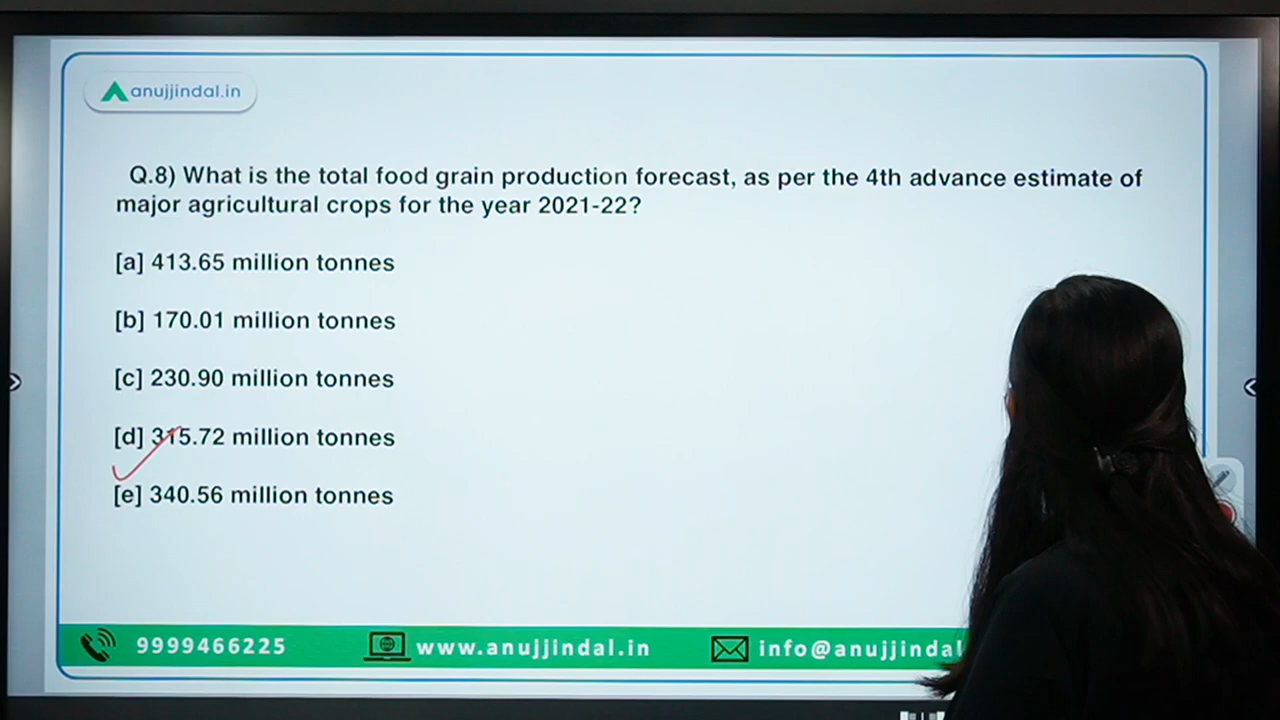 anujjindal.in
Q.8) What is the total food grain production forecast, as per the 4th advance estimate of
major agricultural crops for the year 2021-22?
[a] 413.65 million tonnes
[b] 170.01 million tonnes
[c] 230.90 million tonnes
[d] 315.72 million tonnes
[e] 340.56 million tonnes
9999466225 www.anujjindal.in info@anujjindal